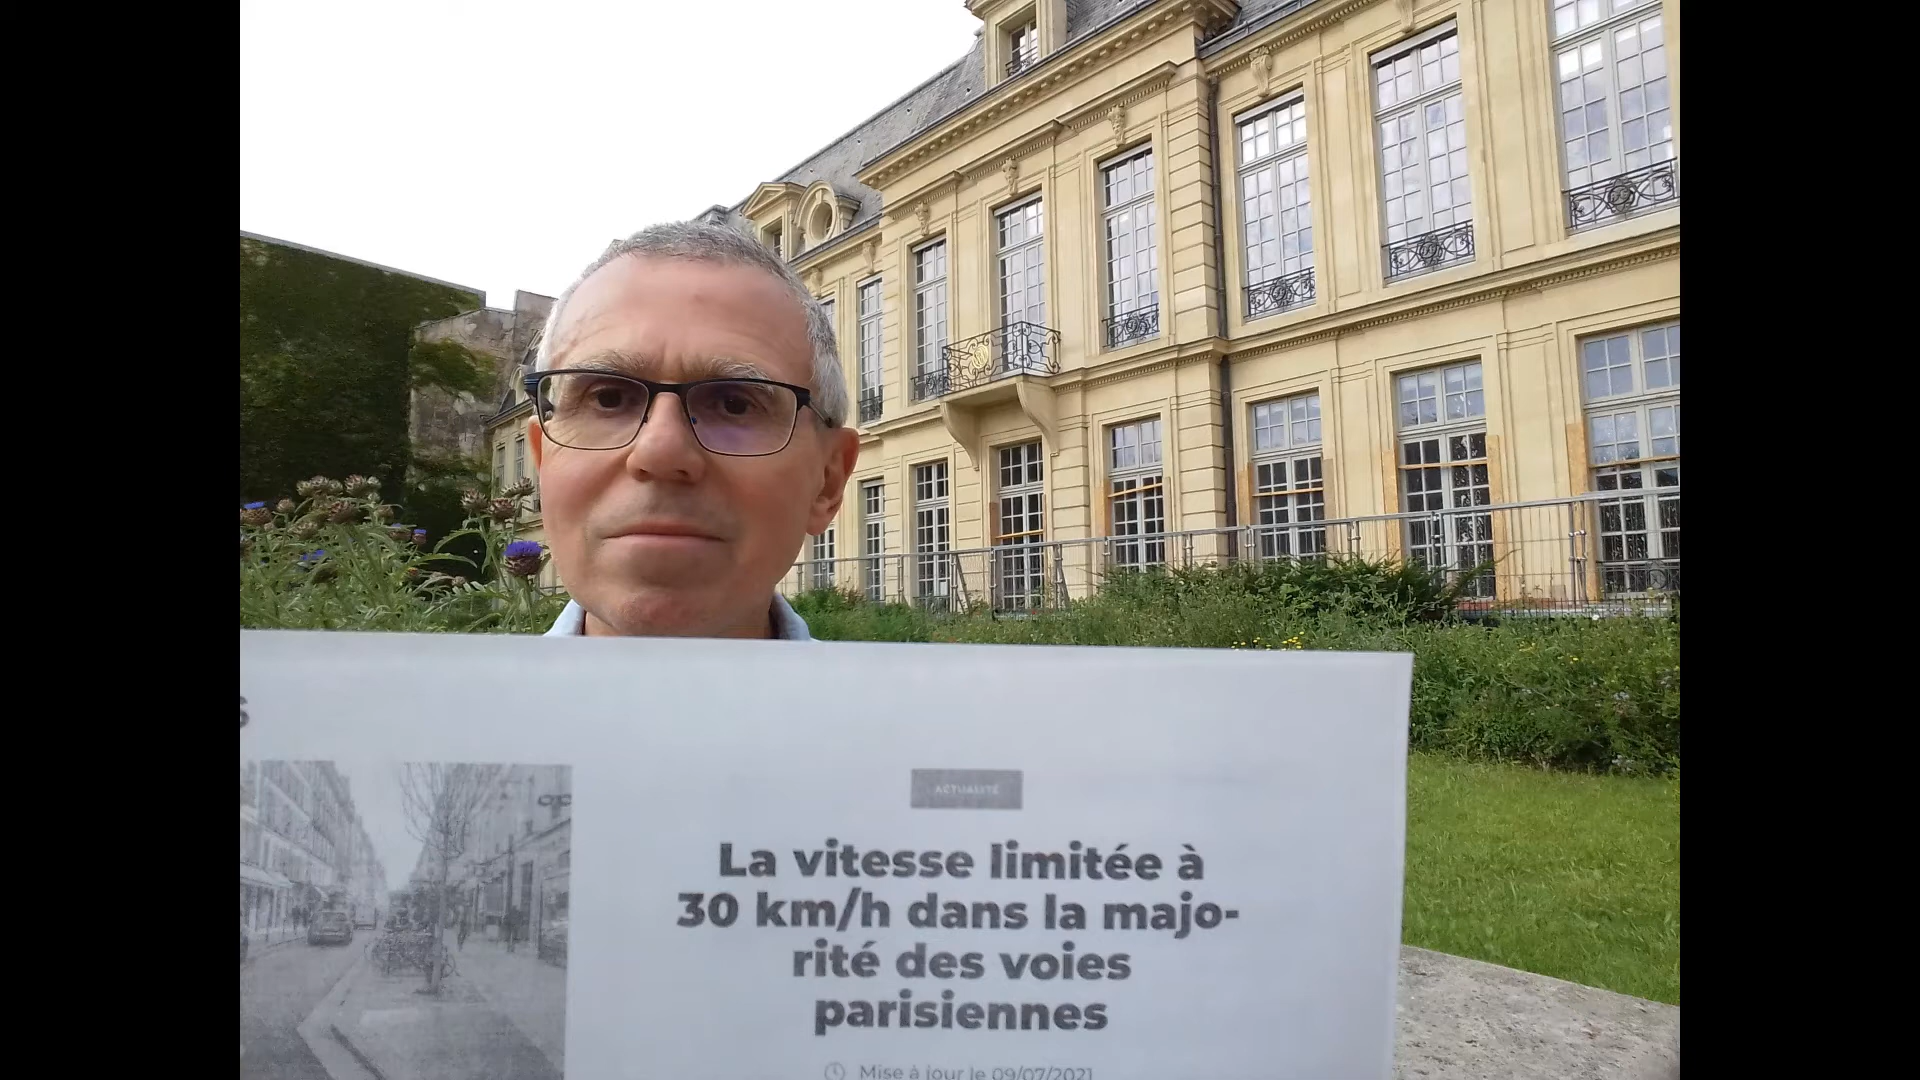 s
ACTUALITÉ
La vitesse limitée à
30 km/h dans la majo-
rité des voies
parisiennes
Mise à jour le 09/07/2021